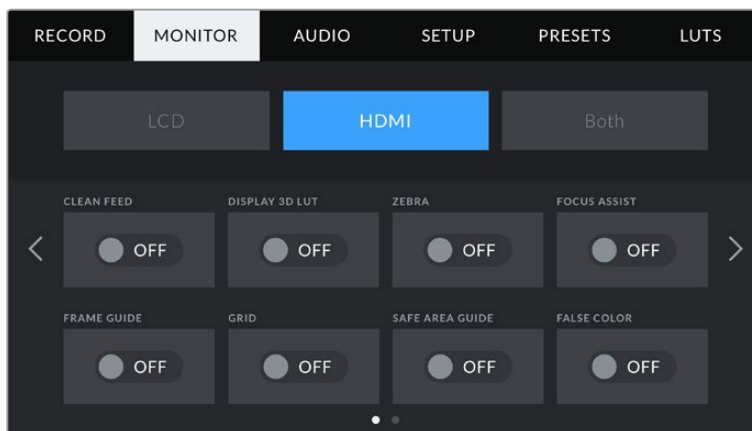 RECORD MONITOR AUDIO SETUP PRESETS LUTS
LCD HDMI Both
CLEAN FEED DISPLAY 3D LUT ZEBRA FOCUS ASSIST
OFF OFF OFF OFF
FRAME GUIDE GRID SAFE AREA GUIDE FALSE COLOR
OFF OFF OFF OFF